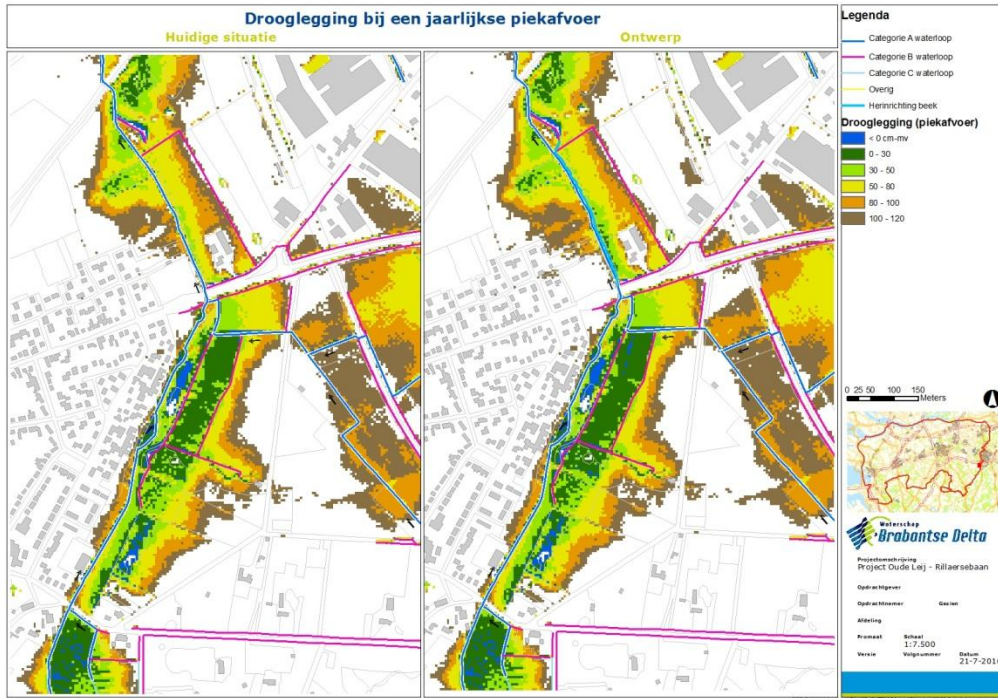 Drooglegging bij een jaarlijkse piekafvoer
Huidige situatie
Ontwerp
Legenda
Categorie A waterloop
Categorie B waterloop
Categorie C waterloop
Overig
Herinrichting beek
Drooglegging (piekafvoer)
< 0 cm-mv
0 - 30
30 - 50
50 - 80
80 - 100
100 - 120
0 25 50 100 150
Meters
Waterschap
Brabantse Delta
Projectomschrijving
Project Oude Leij - Rillaersebaan
Opdrachtgever
Opdrachtnemer Gezien
Afdeling
Formaat Schaal
1:7.500
Versie Volgnummer Datum
21-7-2016